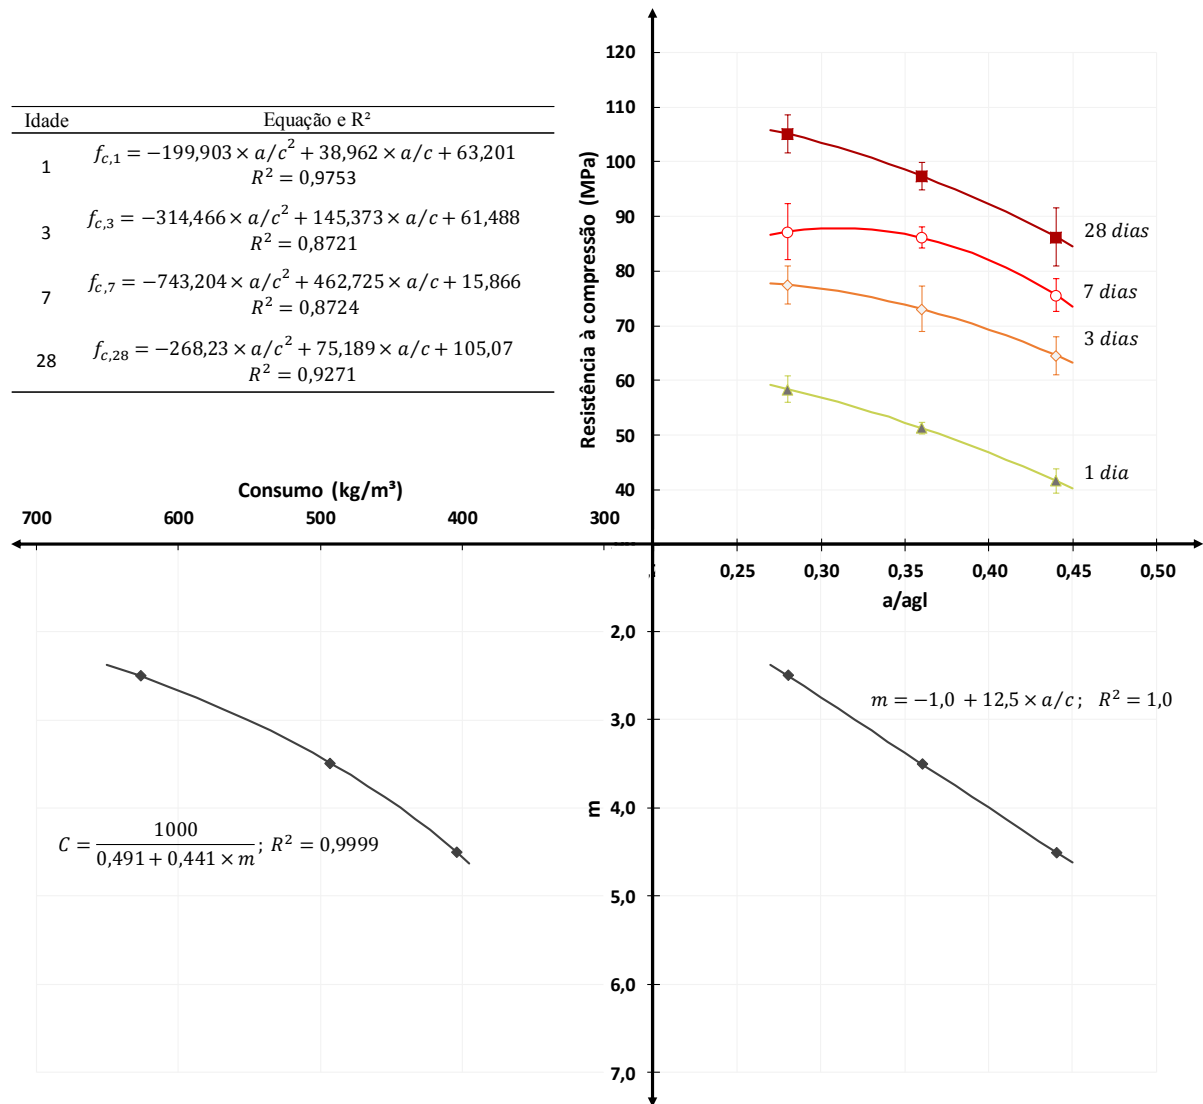 Idade Equação e R²
1 f_{c,1} = −199,903 × a/c² + 38,962 × a/c + 63,201
R² = 0,9753
3 f_{c,3} = −314,466 × a/c² + 145,373 × a/c + 61,488
R² = 0,8721
7 f_{c,7} = −743,204 × a/c² + 462,725 × a/c + 15,866
R² = 0,8724
28 f_{c,28} = −268,23 × a/c² + 75,189 × a/c + 105,07
R² = 0,9271
Resistência à compressão (MPa)
120
110
100
90
80
70
60
50
40
28 dias
7 dias
3 dias
1 dia
Consumo (kg/m³)
700 600 500 400 300
0,25 0,30 0,35 0,40 0,45 0,50
a/agl
m
2,0
3,0
4,0
5,0
6,0
7,0
m = −1,0 + 12,5 × a/c; R² = 1,0
C = 1000 / 0,491 + 0,441 × m; R² = 0,9999